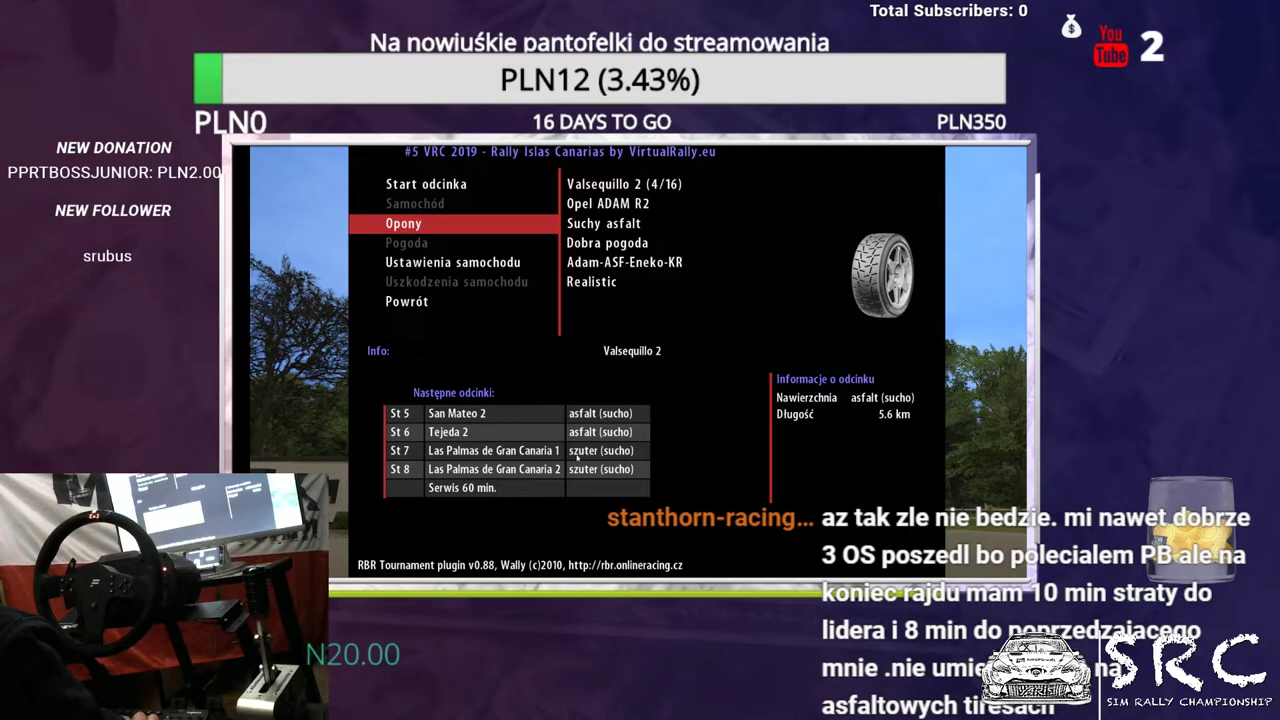 Total Subscribers: 0
You Tube 2
Na nowiuśkie pantofelki do streamowania
PLN12 (3.43%)
PLN0 16 DAYS TO GO PLN350
NEW DONATION
PPRTBOSSJUNIOR: PLN2.00
NEW FOLLOWER
srubus
#5 VRC 2019 - Rally Islas Canarias by VirtualRally.eu
Start odcinka Valsequillo 2 (4/16)
Samochód Opel ADAM R2
Opony Suchy asfalt
Pogoda Dobra pogoda
Ustawienia samochodu Adam-ASF-Eneko-KR
Uszkodzenia samochodu Realistic
Powrót
Info: Valsequillo 2
Następne odcinki:
St 5 San Mateo 2 asfalt (sucho)
St 6 Tejeda 2 asfalt (sucho)
St 7 Las Palmas de Gran Canaria 1 szuter (sucho)
St 8 Las Palmas de Gran Canaria 2 szuter (sucho)
Serwis 60 min.
Informacje o odcinku
Nawierzchnia asfalt (sucho)
Długość 5.6 km
RBR Tournament plugin v0.88, Wally (c)2010, http://rbr.onlineracing.cz
stanthorn-racing... az tak zle nie bedzie. mi nawet dobrze
3 OS poszedl bo polecialem PB ale na
koniec rajdu mam 10 min straty do
lidera i 8 min do poprzedzajacego
mnie .nie umie na
asfaltowych tiresach
N20.00
SRC
SIM RALLY CHAMPIONSHIP